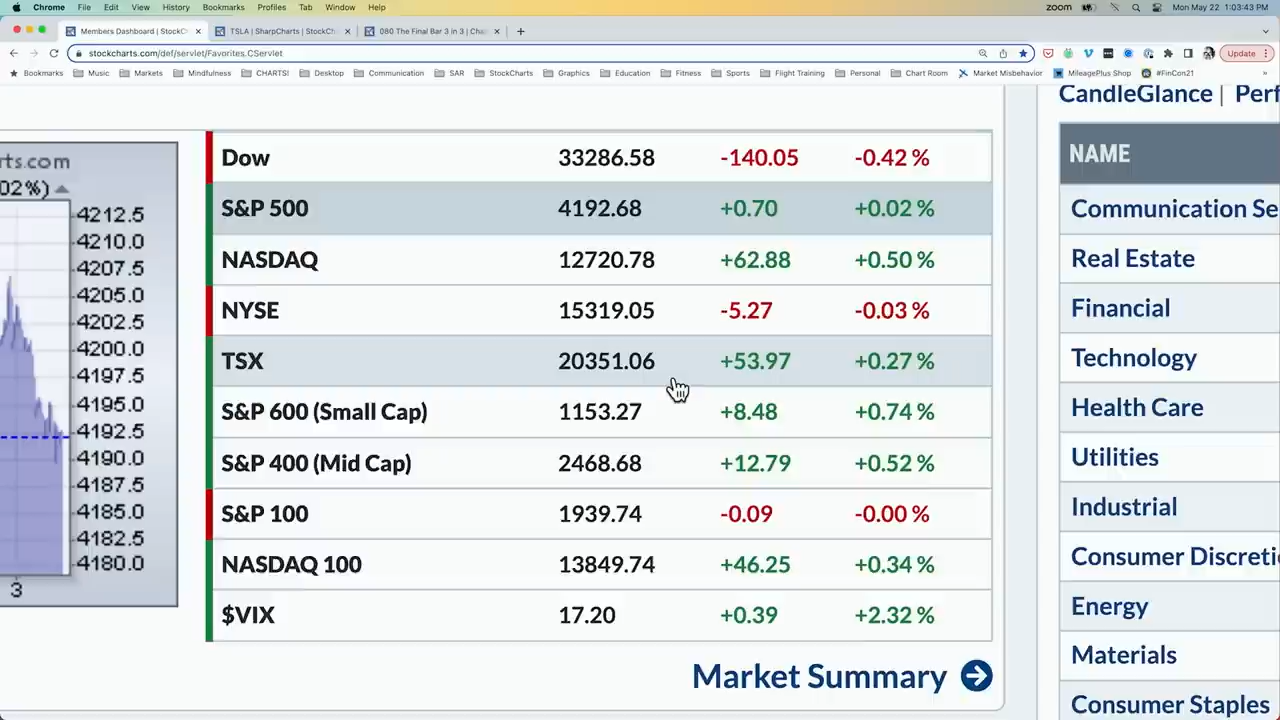 Chrome File Edit View History Bookmarks Profiles Tab Window Help zoom Mon May 22 1:03:43 PM
Members Dashboard | StockC × TSLA | SharpCharts | StockCh × 080 The Final Bar 3 in 3 | Chan × +
stockcharts.com/def/servlet/Favorites.CServlet Update
Bookmarks Music Markets Mindfulness CHARTS! Desktop Communication SAR StockCharts Graphics Education Fitness Sports Flight Training Personal Chart Room Market Misbehavior MileagePlus Shop #FinCon21 »
CandleGlance | Perf
rts.com
02%)
4212.5
4210.0
4207.5
4205.0
4202.5
4200.0
4197.5
4195.0
4192.5
4190.0
4187.5
4185.0
4182.5
4180.0
3
Dow 33286.58 -140.05 -0.42 %
S&P 500 4192.68 +0.70 +0.02 %
NASDAQ 12720.78 +62.88 +0.50 %
NYSE 15319.05 -5.27 -0.03 %
TSX 20351.06 +53.97 +0.27 %
S&P 600 (Small Cap) 1153.27 +8.48 +0.74 %
S&P 400 (Mid Cap) 2468.68 +12.79 +0.52 %
S&P 100 1939.74 -0.09 -0.00 %
NASDAQ 100 13849.74 +46.25 +0.34 %
$VIX 17.20 +0.39 +2.32 %
Market Summary
NAME
Communication Se
Real Estate
Financial
Technology
Health Care
Utilities
Industrial
Consumer Discreti
Energy
Materials
Consumer Staples